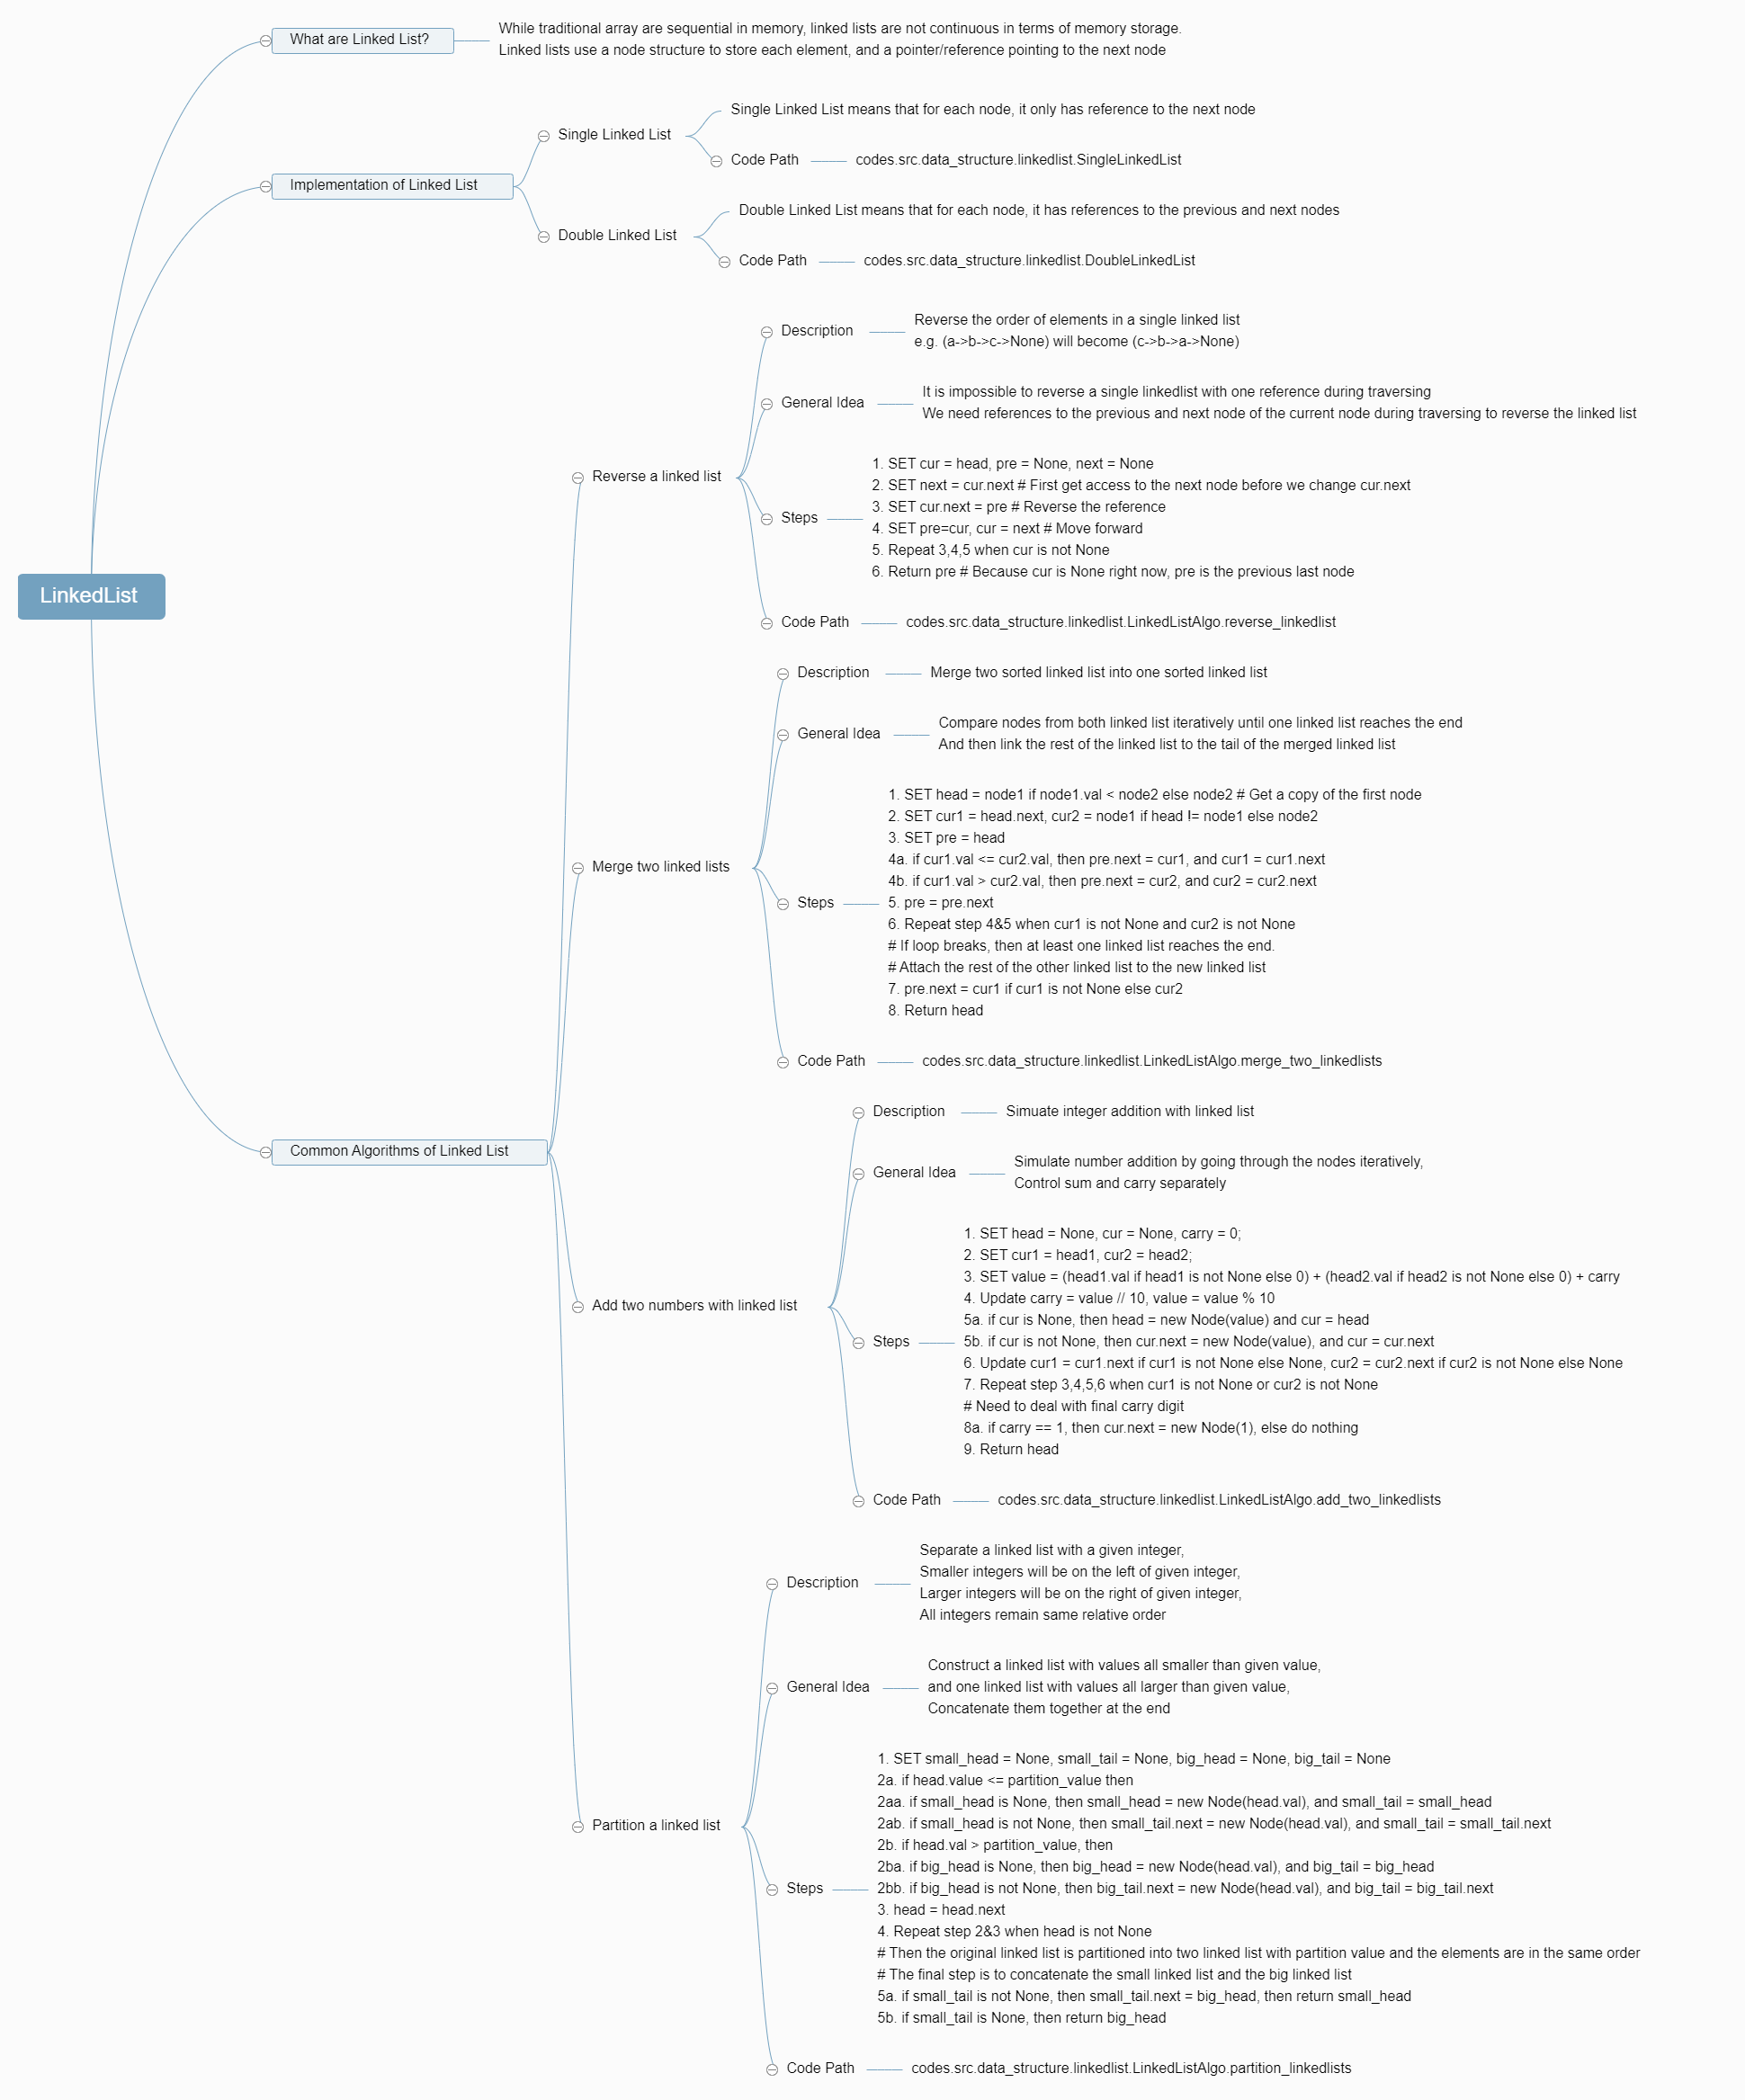 LinkedList
What are Linked List?
While traditional array are sequential in memory, linked lists are not continuous in terms of memory storage.
Linked lists use a node structure to store each element, and a pointer/reference pointing to the next node
Implementation of Linked List
Single Linked List
Single Linked List means that for each node, it only has reference to the next node
Code Path
codes.src.data_structure.linkedlist.SingleLinkedList
Double Linked List
Double Linked List means that for each node, it has references to the previous and next nodes
Code Path
codes.src.data_structure.linkedlist.DoubleLinkedList
Common Algorithms of Linked List
Reverse a linked list
Description
Reverse the order of elements in a single linked list
e.g. (a->b->c->None) will become (c->b->a->None)
General Idea
It is impossible to reverse a single linkedlist with one reference during traversing
We need references to the previous and next node of the current node during traversing to reverse the linked list
Steps
1. SET cur = head, pre = None, next = None
2. SET next = cur.next # First get access to the next node before we change cur.next
3. SET cur.next = pre # Reverse the reference
4. SET pre=cur, cur = next # Move forward
5. Repeat 3,4,5 when cur is not None
6. Return pre # Because cur is None right now, pre is the previous last node
Code Path
codes.src.data_structure.linkedlist.LinkedListAlgo.reverse_linkedlist
Merge two linked lists
Description
Merge two sorted linked list into one sorted linked list
General Idea
Compare nodes from both linked list iteratively until one linked list reaches the end
And then link the rest of the linked list to the tail of the merged linked list
Steps
1. SET head = node1 if node1.val < node2 else node2 # Get a copy of the first node
2. SET cur1 = head.next, cur2 = node1 if head != node1 else node2
3. SET pre = head
4a. if cur1.val <= cur2.val, then pre.next = cur1, and cur1 = cur1.next
4b. if cur1.val > cur2.val, then pre.next = cur2, and cur2 = cur2.next
5. pre = pre.next
6. Repeat step 4&5 when cur1 is not None and cur2 is not None
# If loop breaks, then at least one linked list reaches the end.
# Attach the rest of the other linked list to the new linked list
7. pre.next = cur1 if cur1 is not None else cur2
8. Return head
Code Path
codes.src.data_structure.linkedlist.LinkedListAlgo.merge_two_linkedlists
Add two numbers with linked list
Description
Simuate integer addition with linked list
General Idea
Simulate number addition by going through the nodes iteratively,
Control sum and carry separately
Steps
1. SET head = None, cur = None, carry = 0;
2. SET cur1 = head1, cur2 = head2;
3. SET value = (head1.val if head1 is not None else 0) + (head2.val if head2 is not None else 0) + carry
4. Update carry = value // 10, value = value % 10
5a. if cur is None, then head = new Node(value) and cur = head
5b. if cur is not None, then cur.next = new Node(value), and cur = cur.next
6. Update cur1 = cur1.next if cur1 is not None else None, cur2 = cur2.next if cur2 is not None else None
7. Repeat step 3,4,5,6 when cur1 is not None or cur2 is not None
# Need to deal with final carry digit
8a. if carry == 1, then cur.next = new Node(1), else do nothing
9. Return head
Code Path
codes.src.data_structure.linkedlist.LinkedListAlgo.add_two_linkedlists
Partition a linked list
Description
Separate a linked list with a given integer,
Smaller integers will be on the left of given integer,
Larger integers will be on the right of given integer,
All integers remain same relative order
General Idea
Construct a linked list with values all smaller than given value,
and one linked list with values all larger than given value,
Concatenate them together at the end
Steps
1. SET small_head = None, small_tail = None, big_head = None, big_tail = None
2a. if head.value <= partition_value then
2aa. if small_head is None, then small_head = new Node(head.val), and small_tail = small_head
2ab. if small_head is not None, then small_tail.next = new Node(head.val), and small_tail = small_tail.next
2b. if head.val > partition_value, then
2ba. if big_head is None, then big_head = new Node(head.val), and big_tail = big_head
2bb. if big_head is not None, then big_tail.next = new Node(head.val), and big_tail = big_tail.next
3. head = head.next
4. Repeat step 2&3 when head is not None
# Then the original linked list is partitioned into two linked list with partition value and the elements are in the same order
# The final step is to concatenate the small linked list and the big linked list
5a. if small_tail is not None, then small_tail.next = big_head, then return small_head
5b. if small_tail is None, then return big_head
Code Path
codes.src.data_structure.linkedlist.LinkedListAlgo.partition_linkedlists